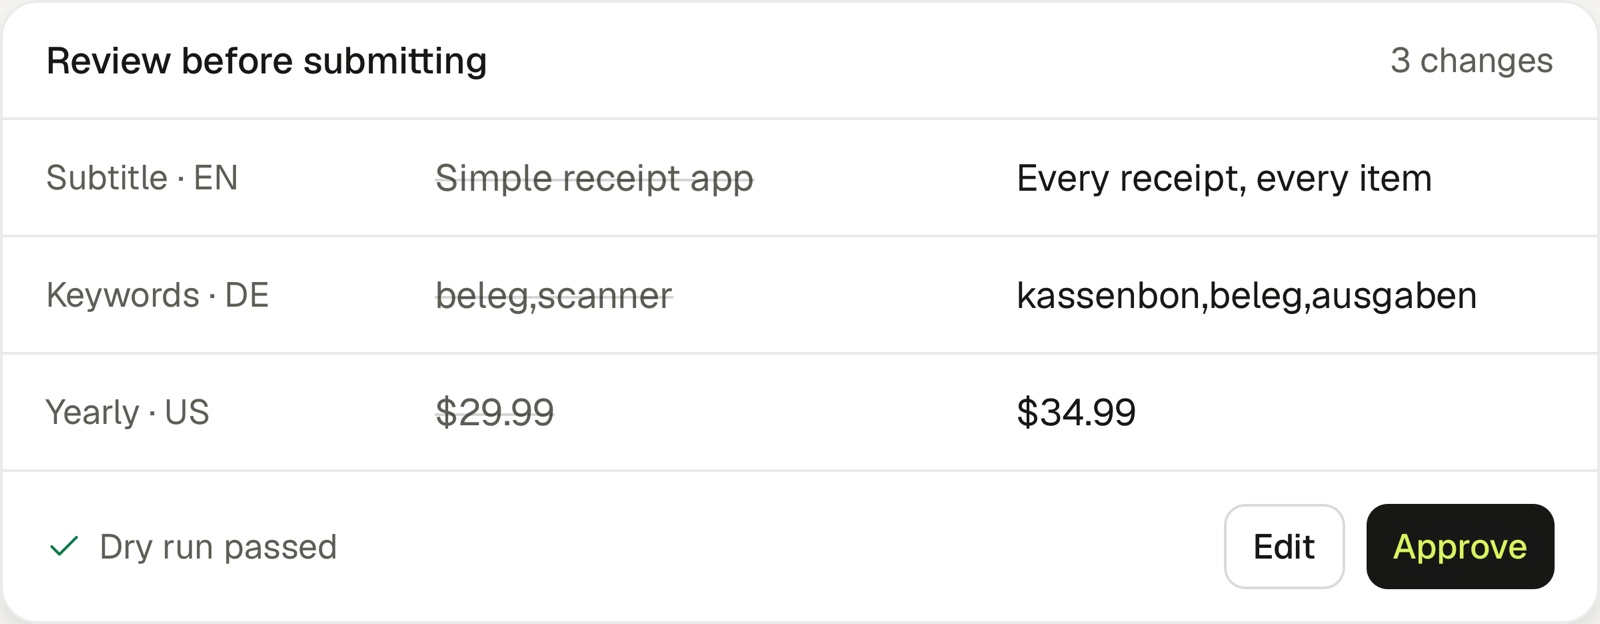 Review before submitting 3 changes
Subtitle · EN Simple receipt app Every receipt, every item
Keywords · DE beleg,scanner kassenbon,beleg,ausgaben
Yearly · US $29.99 $34.99
Dry run passed Edit Approve